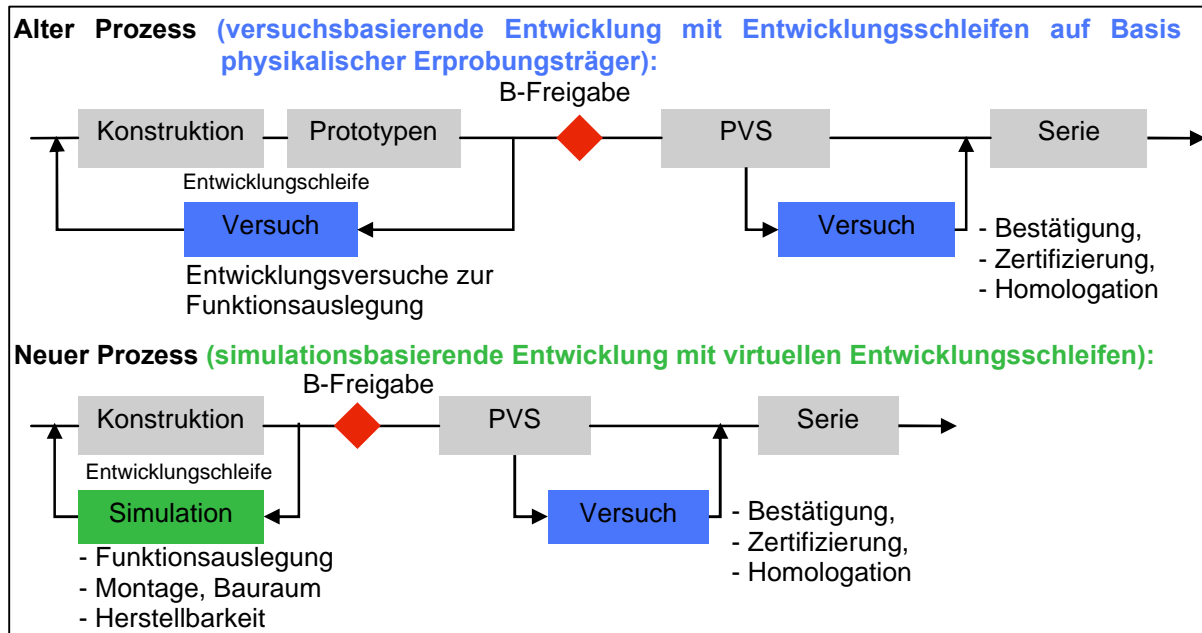 Alter Prozess (versuchsbasierende Entwicklung mit Entwicklungsschleifen auf Basis
physikalischer Erprobungsträger):
B-Freigabe
Konstruktion
Prototypen
PVS
Serie
Entwicklungschleife
Versuch
Versuch
- Bestätigung,
- Zertifizierung,
- Homologation
Entwicklungsversuche zur
Funktionsauslegung
Neuer Prozess (simulationsbasierende Entwicklung mit virtuellen Entwicklungsschleifen):
B-Freigabe
Konstruktion
PVS
Serie
Entwicklungschleife
Simulation
Versuch
- Bestätigung,
- Zertifizierung,
- Homologation
- Funktionsauslegung
- Montage, Bauraum
- Herstellbarkeit